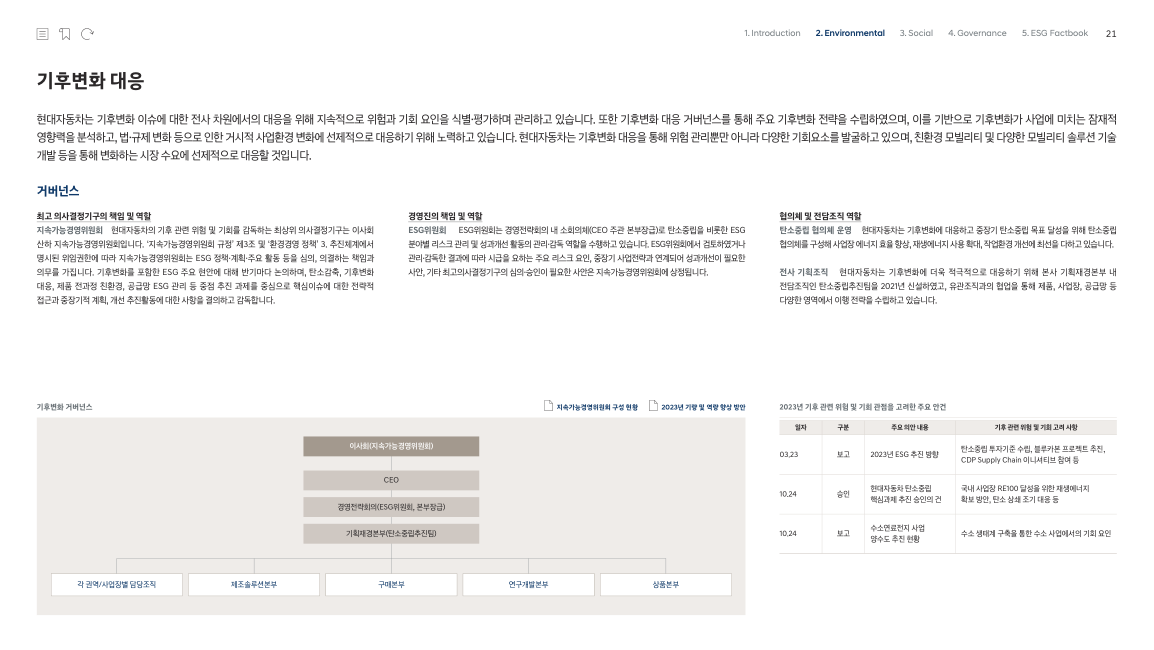 1. Introduction 2. Environmental 3. Social 4. Governance 5. ESG Factbook 21
기후변화 대응
현대자동차는 기후변화 이슈에 대한 전사 차원에서의 대응을 위해 지속적으로 위험과 기회 요인을 식별·평가하며 관리하고 있습니다. 또한 기후변화 대응 거버넌스를 통해 주요 기후변화 전략을 수립하였으며, 이를 기반으로 기후변화가 사업에 미치는 잠재적
영향력을 분석하고, 법·규제 변화 등으로 인한 거시적 사업환경 변화에 선제적으로 대응하기 위해 노력하고 있습니다. 현대자동차는 기후변화 대응을 통해 위험 관리뿐만 아니라 다양한 기회요소를 발굴하고 있으며, 친환경 모빌리티 및 다양한 모빌리티 솔루션 기술
개발 등을 통해 변화하는 시장 수요에 선제적으로 대응할 것입니다.
거버넌스
최고 의사결정기구의 책임 및 역할
지속가능경영위원회 현대자동차의 기후 관련 위험 및 기회를 감독하는 최상위 의사결정기구는 이사회
산하 지속가능경영위원회입니다. '지속가능경영위원회 규정' 제3조 및 '환경경영 정책' 3. 추진체계에서
명시된 위임권한에 따라 지속가능경영위원회는 ESG 정책·계획·주요 활동 등을 심의, 의결하는 책임과
의무를 가집니다. 기후변화를 포함한 ESG 주요 현안에 대해 반기마다 논의하며, 탄소감축, 기후변화
대응, 제품 전과정 친환경, 공급망 ESG 관리 등 중점 추진 과제를 중심으로 핵심이슈에 대한 전략적
접근과 중장기적 계획, 개선 추진활동에 대한 사항을 결의하고 감독합니다.
경영진의 책임 및 역할
ESG위원회 ESG위원회는 경영전략회의 내 소회의체(CEO 주관 본부장급)로 탄소중립을 비롯한 ESG
분야별 리스크 관리 및 성과개선 활동의 관리·감독 역할을 수행하고 있습니다. ESG위원회에서 검토하였거나
관리·감독한 결과에 따라 시급을 요하는 주요 리스크 요인, 중장기 사업전략과 연계되어 성과개선이 필요한
사안, 기타 최고의사결정기구의 심의·승인이 필요한 사안은 지속가능경영위원회에 상정됩니다.
협의체 및 전담조직 역할
탄소중립 협의체 운영 현대자동차는 기후변화에 대응하고 중장기 탄소중립 목표 달성을 위해 탄소중립
협의체를 구성해 사업장 에너지 효율 향상, 재생에너지 사용 확대, 작업환경 개선에 최선을 다하고 있습니다.
전사 기획조직 현대자동차는 기후변화에 더욱 적극적으로 대응하기 위해 본사 기획재경본부 내
전담조직인 탄소중립추진팀을 2021년 신설하였고, 유관조직과의 협업을 통해 제품, 사업장, 공급망 등
다양한 영역에서 이행 전략을 수립하고 있습니다.
기후변화 거버넌스
지속가능경영위원회 구성 현황 2023년 기량 및 역량 향상 방안
이사회(지속가능경영위원회)
CEO
경영전략회의(ESG위원회, 본부장급)
기획재경본부(탄소중립추진팀)
각 권역/사업장별 담당조직 제조솔루션본부 구매본부 연구개발본부 상품본부
2023년 기후 관련 위험 및 기회 관점을 고려한 주요 안건
일자 구분 주요 의안 내용 기후 관련 위험 및 기회 고려 사항
03.23 보고 2023년 ESG 추진 방향 탄소중립 투자기준 수립, 블루카본 프로젝트 추진,
CDP Supply Chain 이니셔티브 참여 등
10.24 승인 현대자동차 탄소중립
핵심과제 추진 승인의 건 국내 사업장 RE100 달성을 위한 재생에너지
확보 방안, 탄소 상쇄 조기 대응 등
10.24 보고 수소연료전지 사업
양수도 추진 현황 수소 생태계 구축을 통한 수소 사업에서의 기회 요인